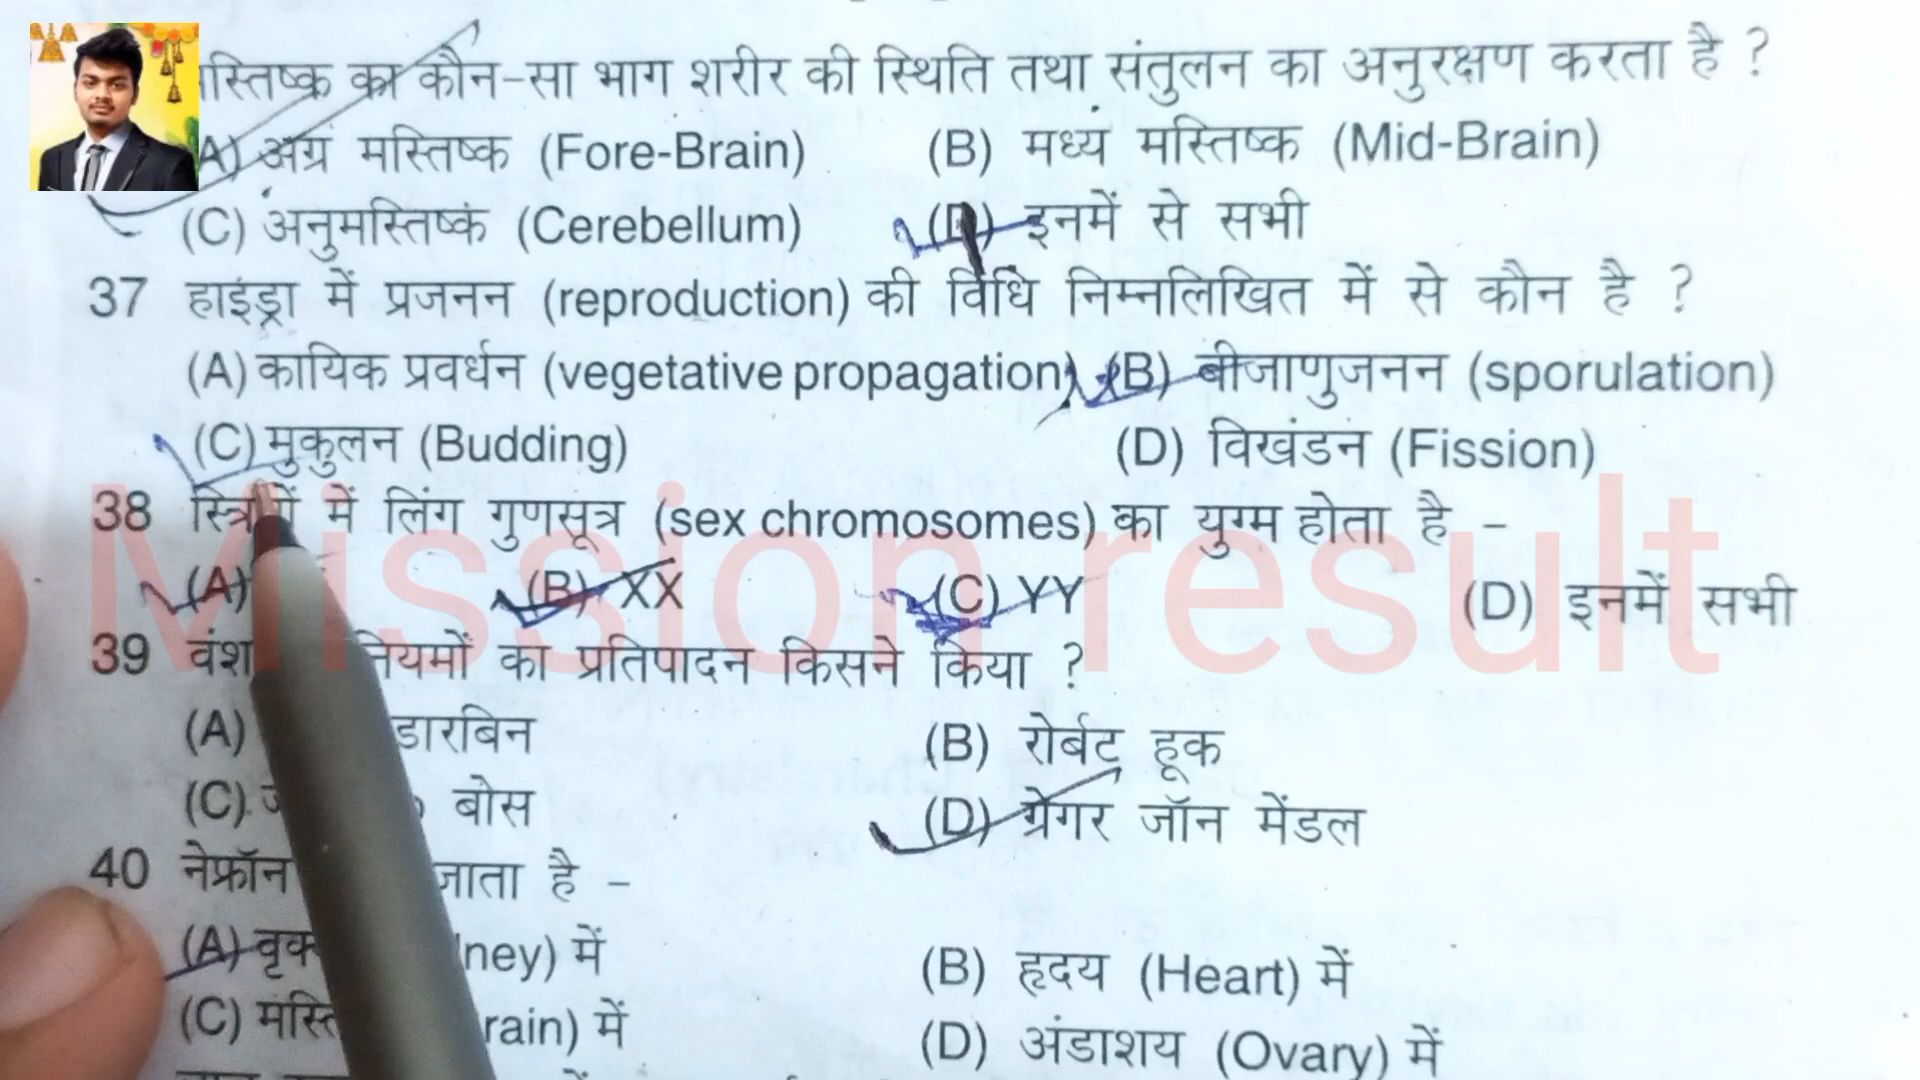 का कौन-सा भाग शरीर की स्थिति तथा संतुलन का अनुरक्षण करता है ?
A) अग्र मस्तिष्क (Fore-Brain) (B) मध्य मस्तिष्क (Mid-Brain)
(C) अनुमस्तिष्क (Cerebellum) (D) इनमें से सभी
37 हाइड्रा में प्रजनन (reproduction) की विधि निम्नलिखित में से कौन है ?
(A) कायिक प्रवर्धन (vegetative propagation) (B) बीजाणुजनन (sporulation)
(C) मुकुलन (Budding) (D) विखंडन (Fission)
38 स्त्रियों में लिंग गुणसूत्र (sex chromosomes) का युग्म होता है –
(A) (B) XX (C) YY (D) इनमें सभी
39 नियमों का प्रतिपादन किसने किया ?
(A) डारबिन (B) रोर्बट हूक
(C) बोस (D) ग्रेगर जॉन मेंडल
40 नेफ्रॉन जाता है –
(A) में (B) हृदय (Heart) में
(C) में (D) अंडाशय (Ovary) में
Mission result